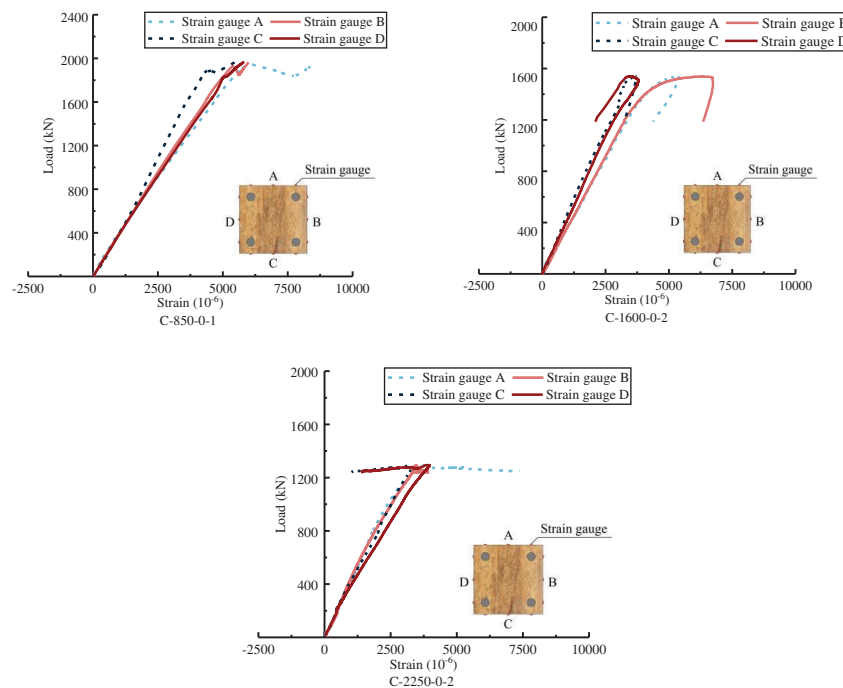 Strain gauge A
Strain gauge B
Strain gauge C
Strain gauge D
2400
2000
1600
1200
800
400
Load (kN)
Strain gauge
A
D
B
C
-2500
0
2500
5000
7500
10000
Strain (10-6)
C-850-0-1
Strain gauge A
Strain gauge B
Strain gauge C
Strain gauge D
2000
1600
1200
800
400
Load (kN)
Strain gauge
A
D
B
C
-2500
0
2500
5000
7500
10000
Strain (10-6)
C-1600-0-2
Strain gauge A
Strain gauge B
Strain gauge C
Strain gauge D
2000
1600
1200
800
400
Load (kN)
Strain gauge
A
D
B
C
-2500
0
2500
5000
7500
10000
Strain (10-6)
C-2250-0-2